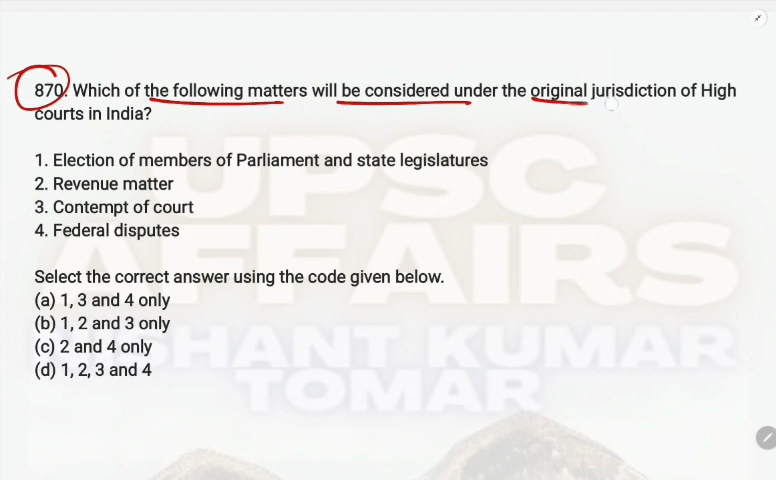 870. Which of the following matters will be considered under the original jurisdiction of High
courts in India?
1. Election of members of Parliament and state legislatures
2. Revenue matter
3. Contempt of court
4. Federal disputes
Select the correct answer using the code given below.
(a) 1, 3 and 4 only
(b) 1, 2 and 3 only
(c) 2 and 4 only
(d) 1, 2, 3 and 4
UPSC
AFFAIRS
KUMAR
TOMAR